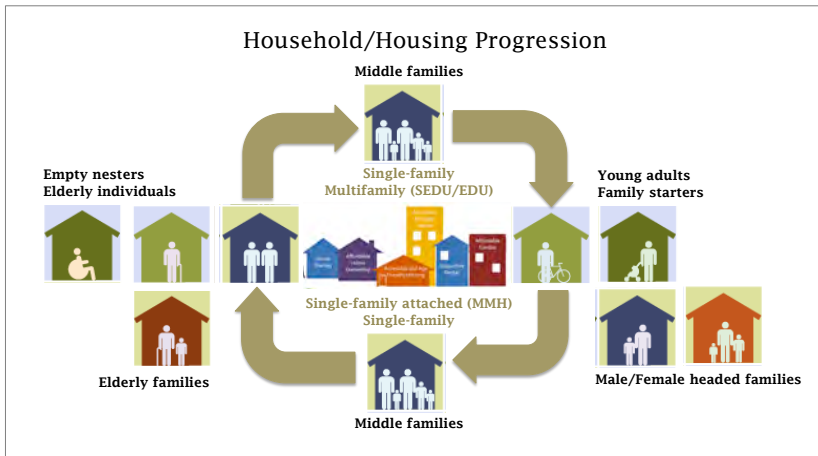 Household/Housing Progression
Middle families
Single-family
Multifamily (SEDU/EDU)
Empty nesters
Elderly individuals
Young adults
Family starters
Single-family attached (MMH)
Single-family
Elderly families
Male/Female headed families
Middle families